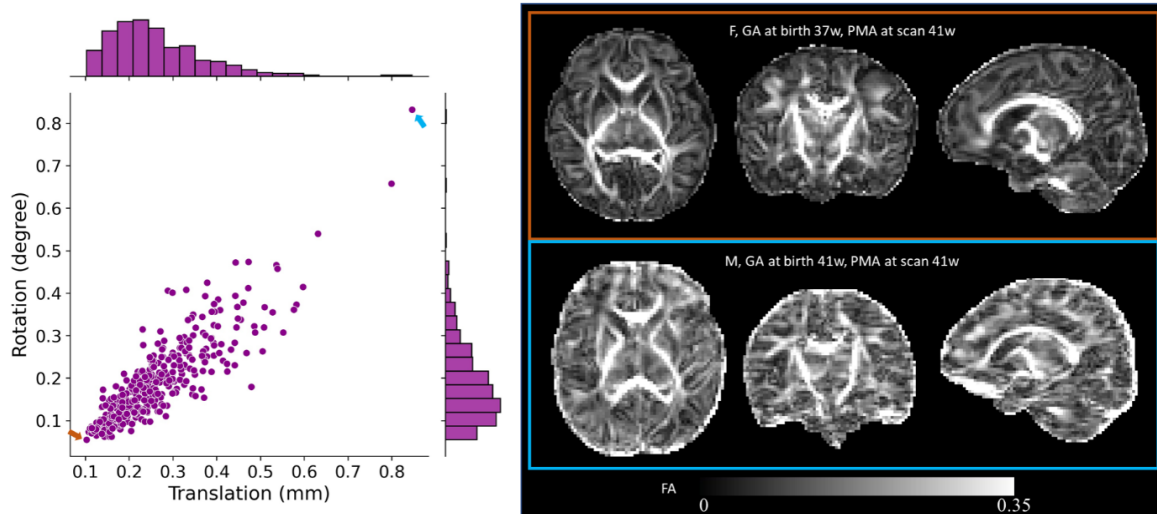 Rotation (degree)
0.8
0.7
0.6
0.5
0.4
0.3
0.2
0.1
0.1 0.2 0.3 0.4 0.5 0.6 0.7 0.8
Translation (mm)
F, GA at birth 37w, PMA at scan 41w
M, GA at birth 41w, PMA at scan 41w
FA
0 0.35